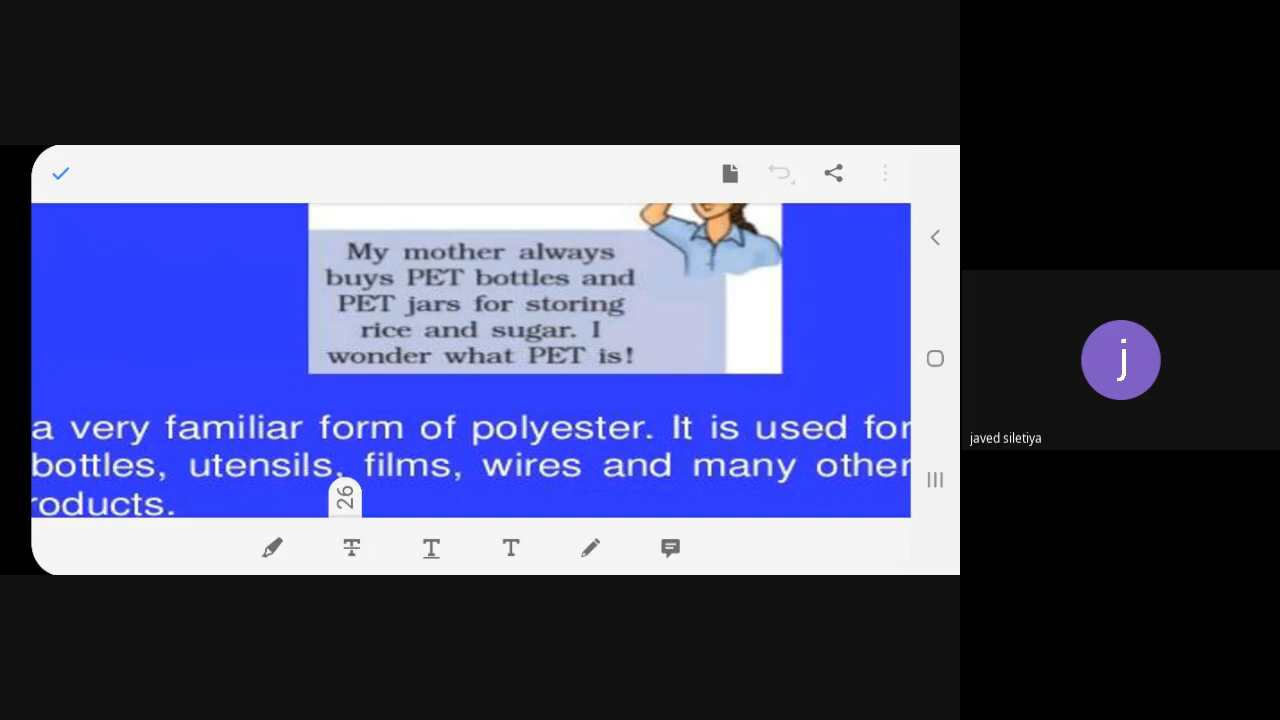 My mother always
buys PET bottles and
PET jars for storing
rice and sugar. I
wonder what PET is!
a very familiar form of polyester. It is used for
bottles, utensils, films, wires and many other
roducts.
26
j
javed siletiya